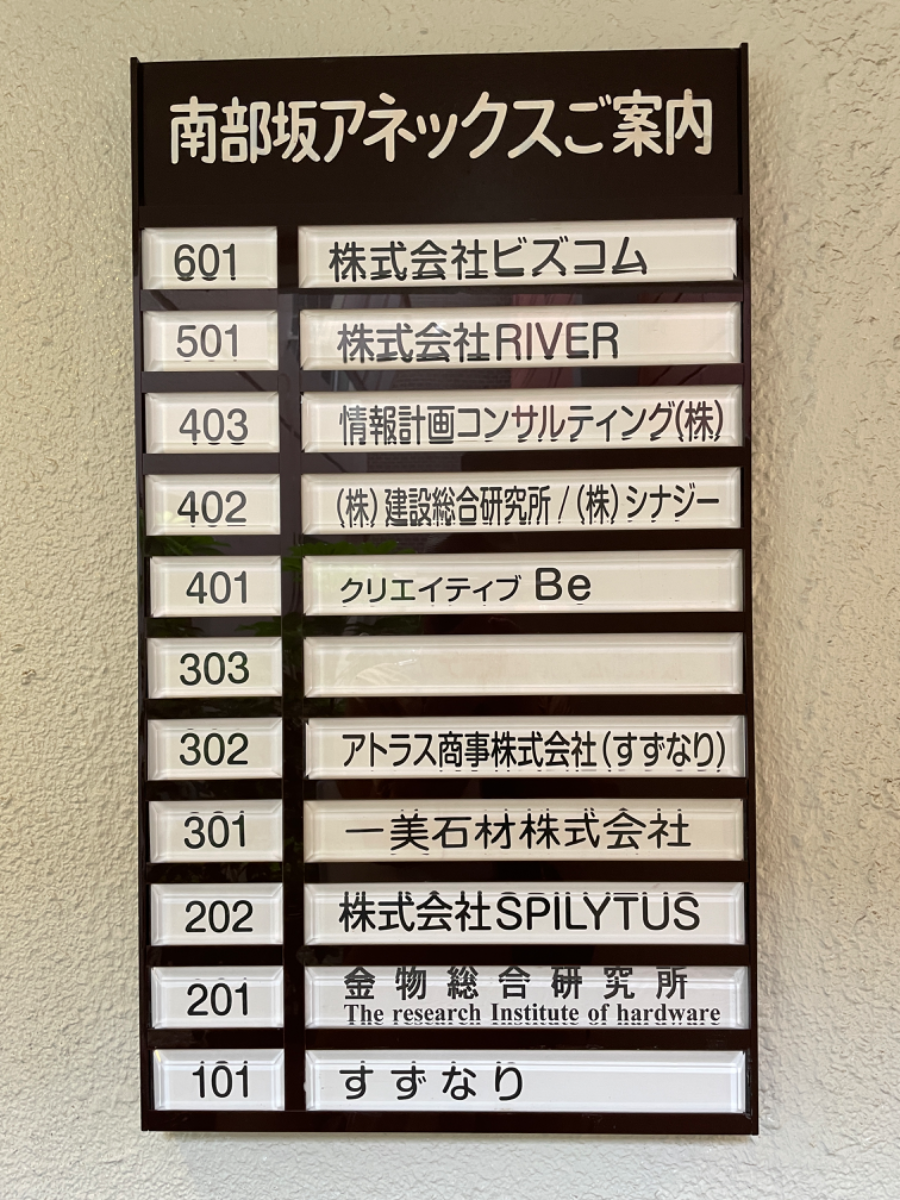 南部坂アネックスご案内
601 株式会社ビズコム
501 株式会社RIVER
403 情報計画コンサルティング(株)
402 (株)建設総合研究所 / (株)シナジー
401 クリエイティブ Be
303
302 アトラス商事株式会社(すずなり)
301 一美石材株式会社
202 株式会社SPILYTUS
201 金物総合研究所
The research Institute of hardware
101 すずなり